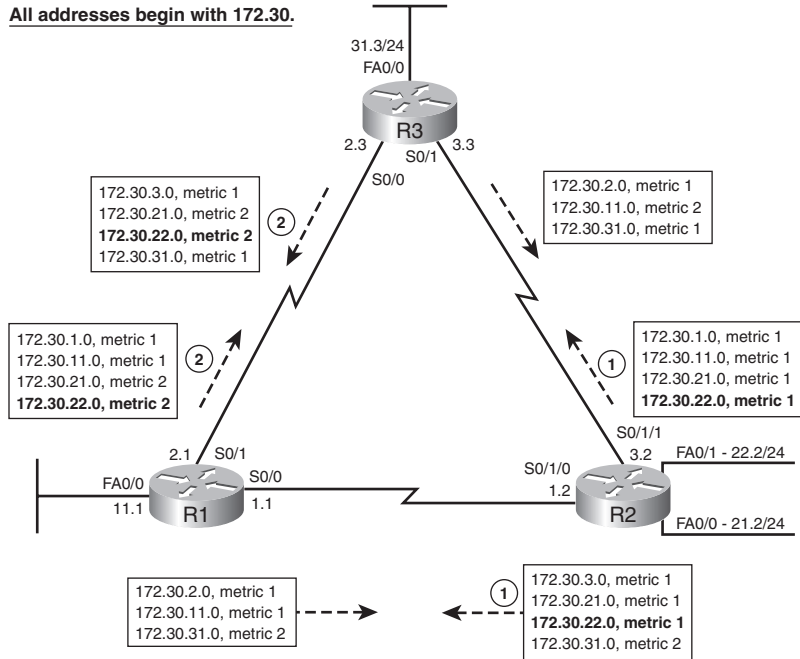 All addresses begin with 172.30.
31.3/24
FA0/0
R3
2.3
S0/1
3.3
S0/0
172.30.3.0, metric 1
172.30.21.0, metric 2
172.30.22.0, metric 2
172.30.31.0, metric 1
2
172.30.2.0, metric 1
172.30.11.0, metric 2
172.30.31.0, metric 1
172.30.1.0, metric 1
172.30.11.0, metric 1
172.30.21.0, metric 2
172.30.22.0, metric 2
2
1
172.30.1.0, metric 1
172.30.11.0, metric 1
172.30.21.0, metric 1
172.30.22.0, metric 1
2.1
S0/1
S0/0
FA0/0
11.1
R1
1.1
S0/1/1
3.2
S0/1/0
1.2
R2
FA0/1 - 22.2/24
FA0/0 - 21.2/24
172.30.2.0, metric 1
172.30.11.0, metric 1
172.30.31.0, metric 2
1
172.30.3.0, metric 1
172.30.21.0, metric 1
172.30.22.0, metric 1
172.30.31.0, metric 2